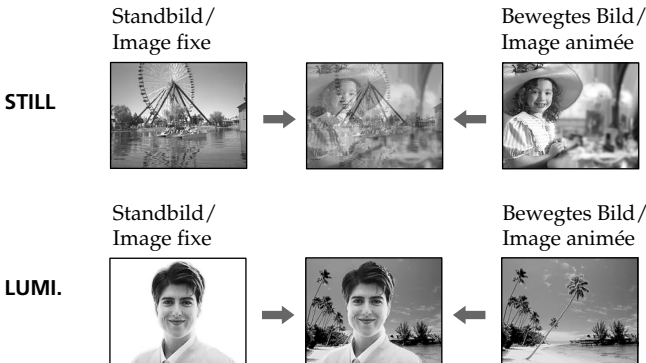 Standbild/
Image fixe
Bewegtes Bild/
Image animée
STILL
Standbild/
Image fixe
Bewegtes Bild/
Image animée
LUMI.